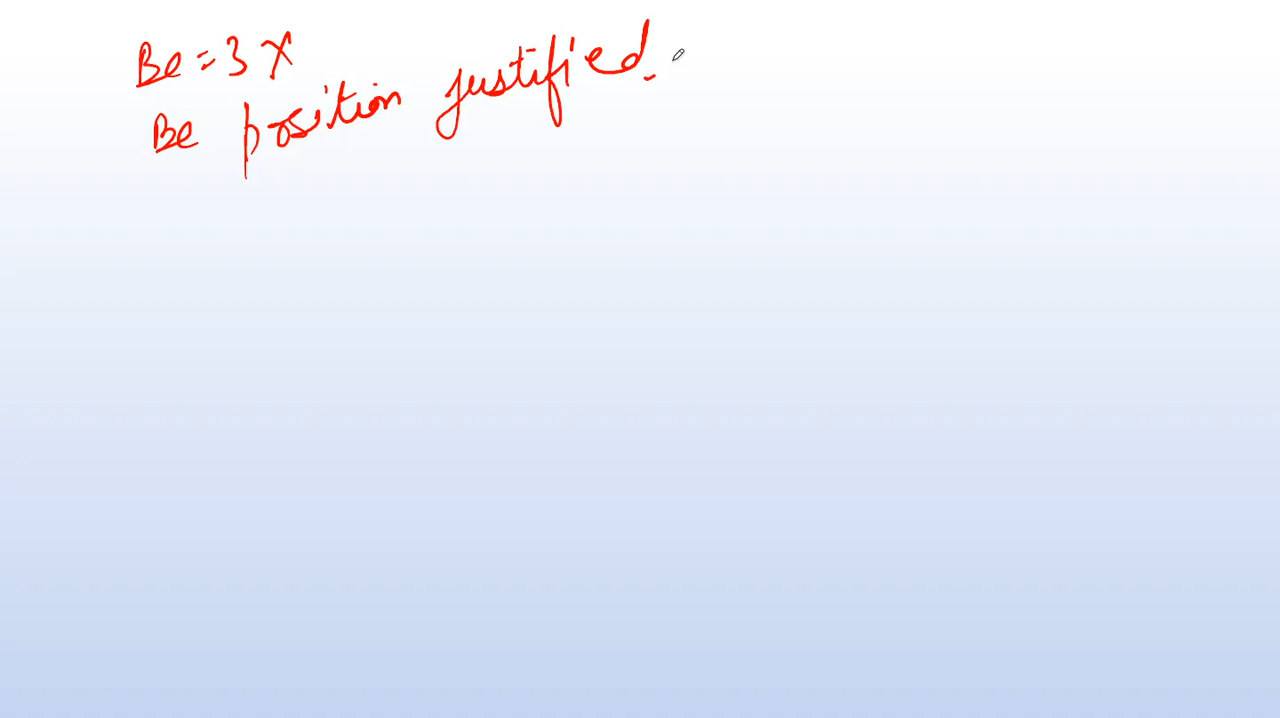 Be = 3 X
Be position justified.